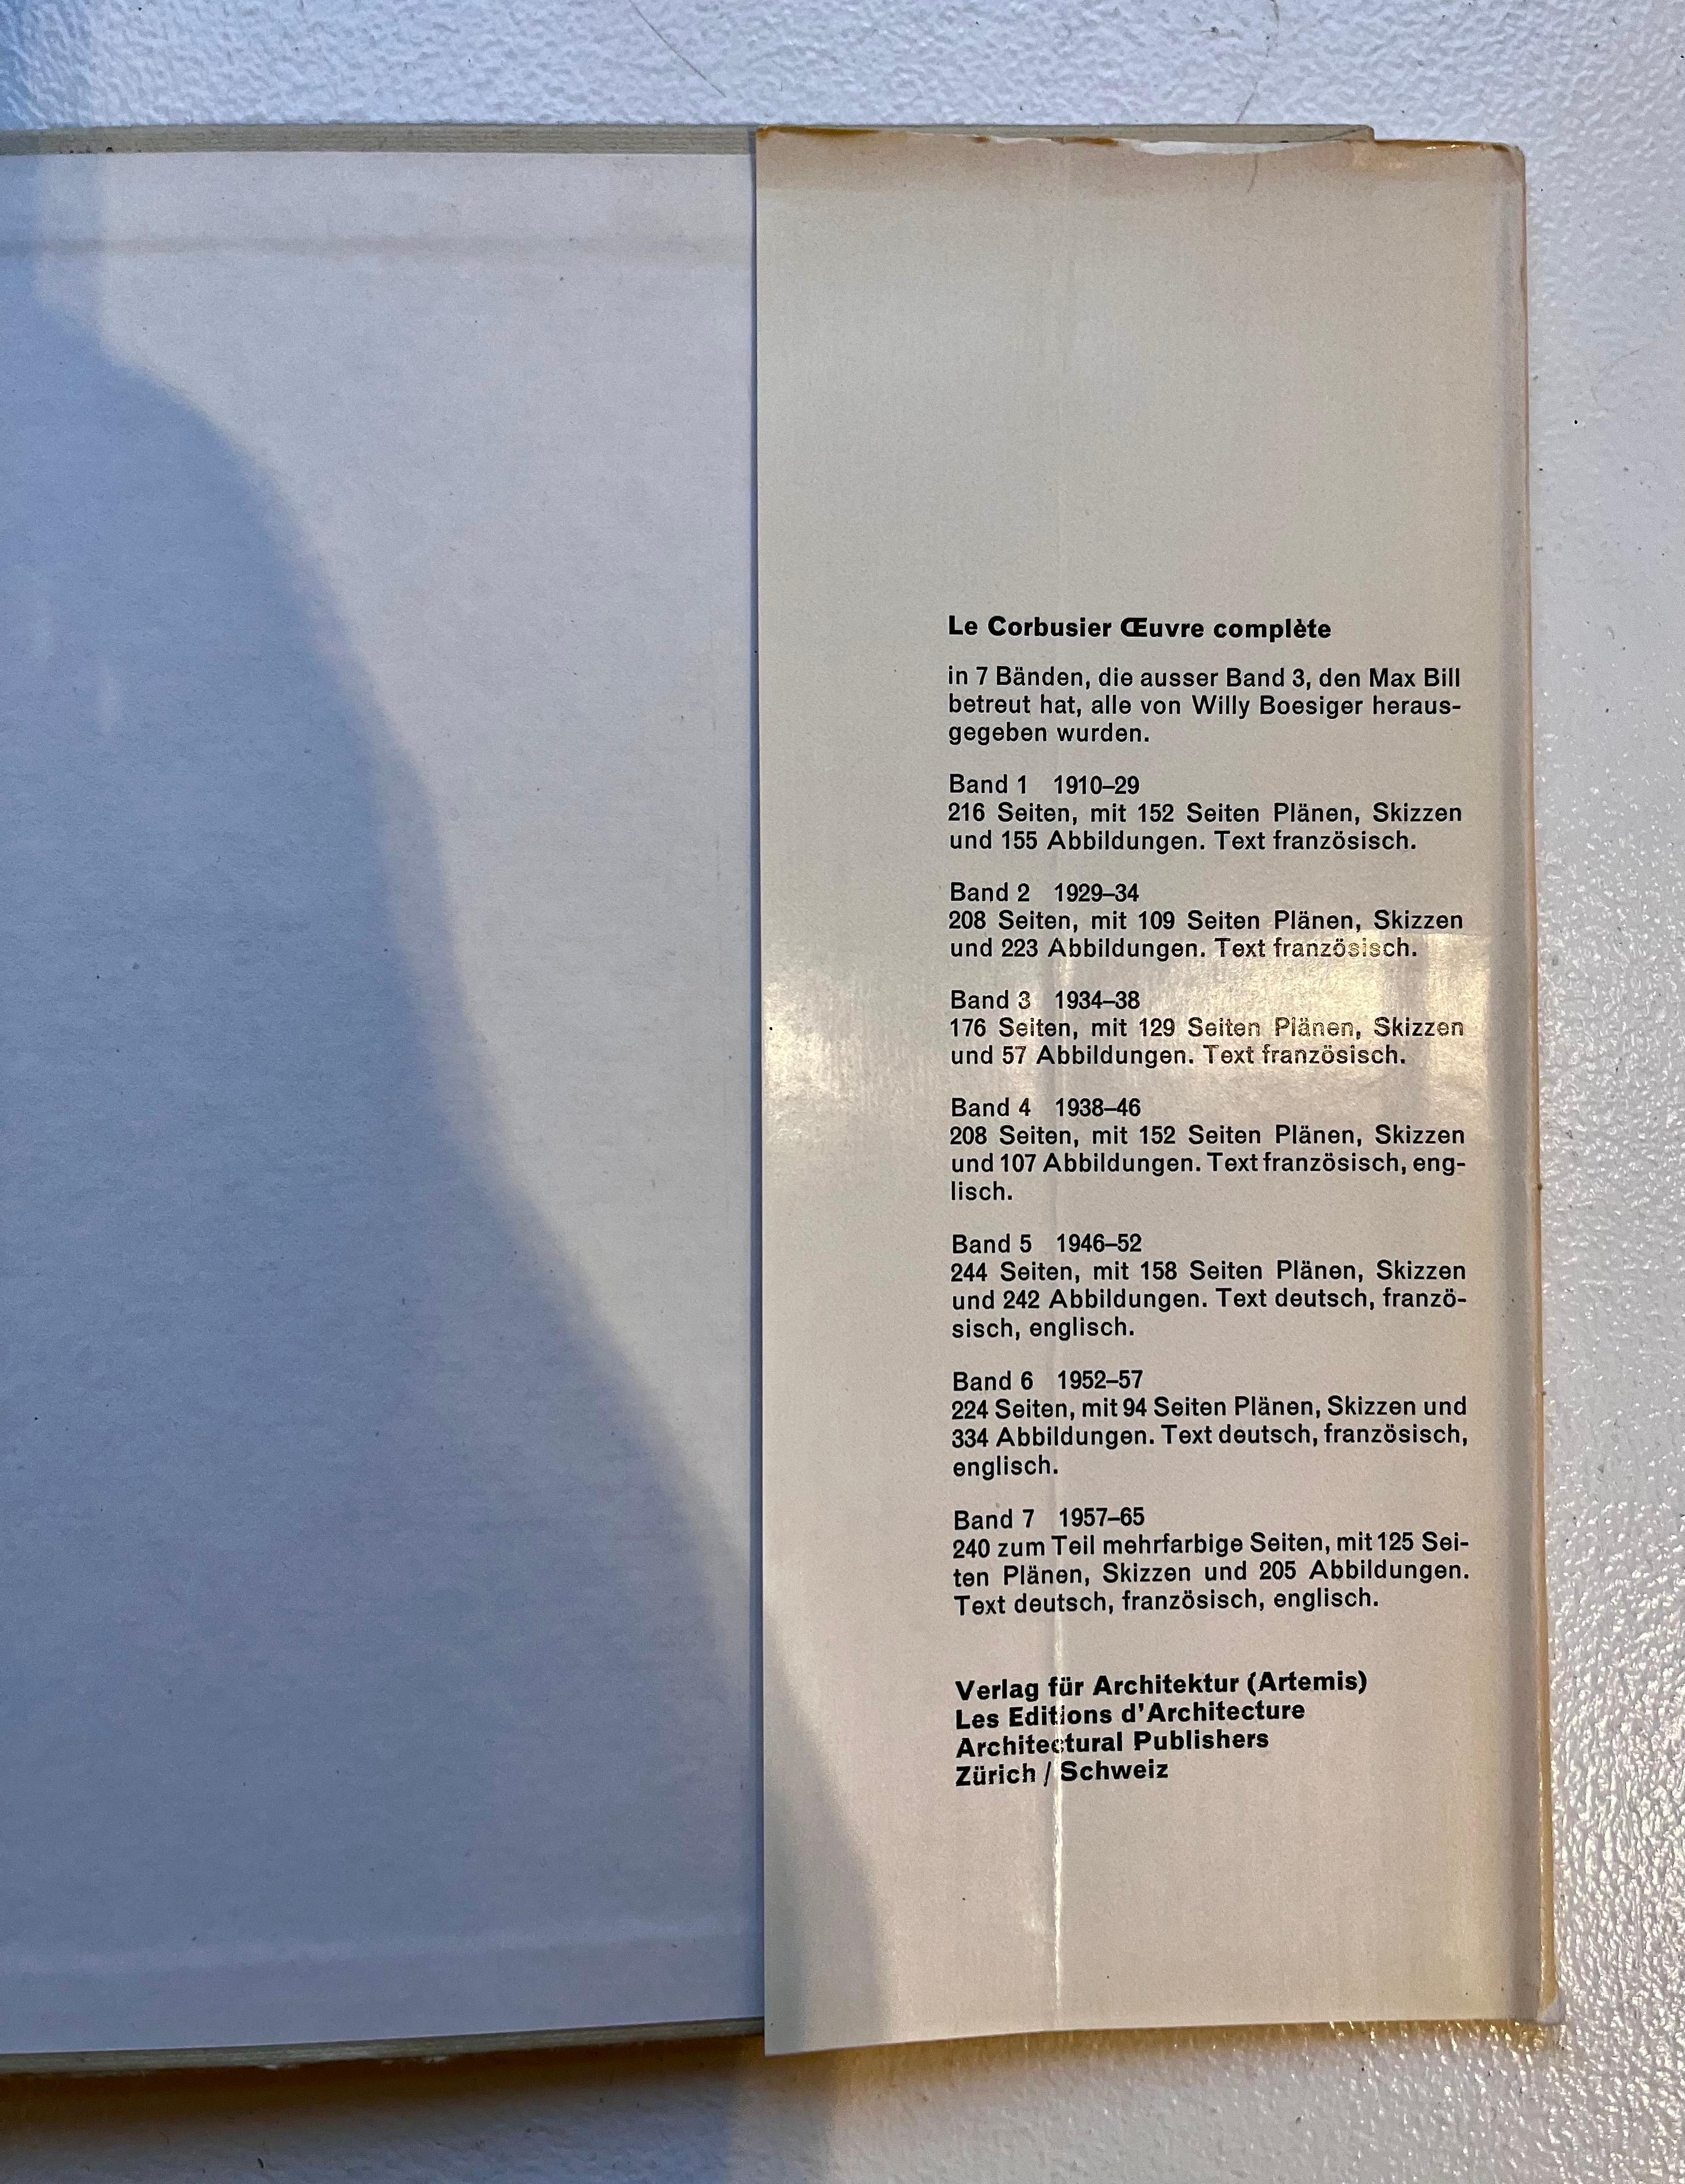 Le Corbusier Œuvre complète
in 7 Bänden, die ausser Band 3, den Max Bill
betreut hat, alle von Willy Boesiger heraus-
gegeben wurden.
Band 1 1910–29
216 Seiten, mit 152 Seiten Plänen, Skizzen
und 155 Abbildungen. Text französisch.
Band 2 1929–34
208 Seiten, mit 109 Seiten Plänen, Skizzen
und 223 Abbildungen. Text französisch.
Band 3 1934–38
176 Seiten, mit 129 Seiten Plänen, Skizzen
und 57 Abbildungen. Text französisch.
Band 4 1938–46
208 Seiten, mit 152 Seiten Plänen, Skizzen
und 107 Abbildungen. Text französisch, eng-
lisch.
Band 5 1946–52
244 Seiten, mit 158 Seiten Plänen, Skizzen
und 242 Abbildungen. Text deutsch, franzö-
sisch, englisch.
Band 6 1952–57
224 Seiten, mit 94 Seiten Plänen, Skizzen und
334 Abbildungen. Text deutsch, französisch,
englisch.
Band 7 1957–65
240 zum Teil mehrfarbige Seiten, mit 125 Sei-
ten Plänen, Skizzen und 205 Abbildungen.
Text deutsch, französisch, englisch.
Verlag für Architektur (Artemis)
Les Editions d'Architecture
Architectural Publishers
Zürich / Schweiz